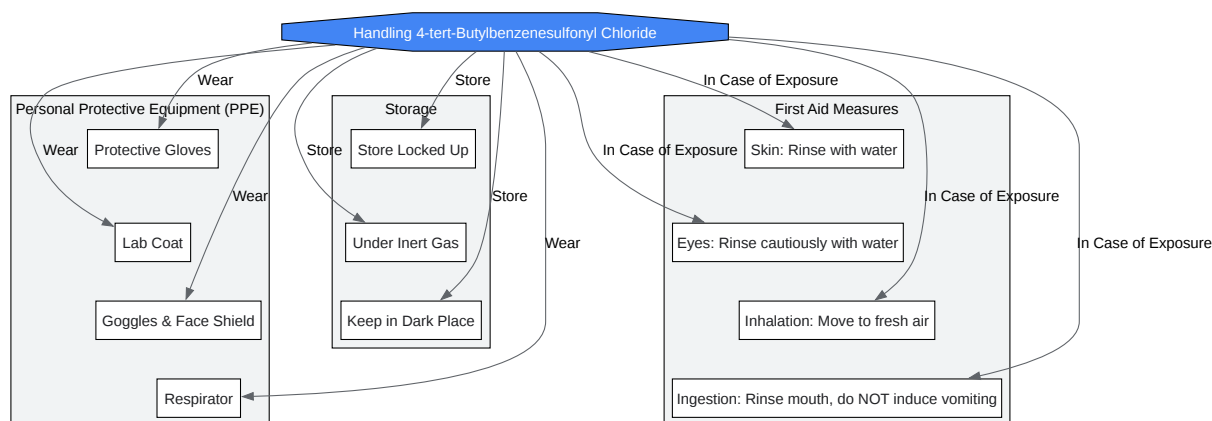 Handling 4-tert-Butylbenzenesulfonyl Chloride
Wear
Store
In Case of Exposure
Personal Protective Equipment (PPE)
Storage
First Aid Measures
Protective Gloves
Store Locked Up
Skin: Rinse with water
Wear
Store
In Case of Exposure
Wear
Store
In Case of Exposure
Lab Coat
Under Inert Gas
Eyes: Rinse cautiously with water
Wear
In Case of Exposure
Goggles & Face Shield
Keep in Dark Place
Inhalation: Move to fresh air
Respirator
Ingestion: Rinse mouth, do NOT induce vomiting